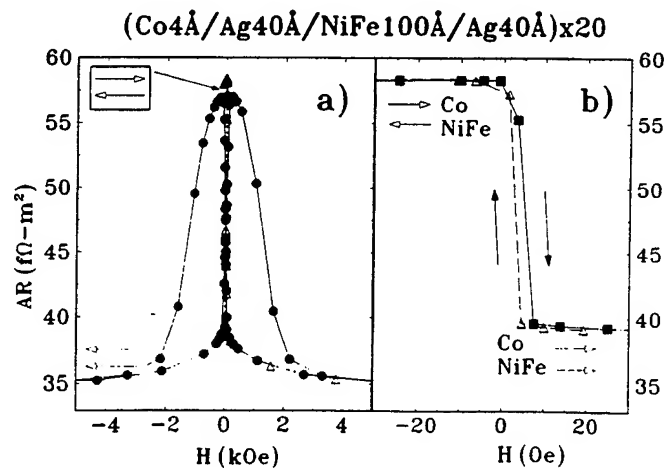 (Co4Å/Ag40Å/NiFe100Å/Ag40Å)x20
60
55
50
45
40
35
AR (fΩ−m²)
a)
−4 −2 0 2 4
H (kOe)
b)
Co
NiFe
Co
NiFe
60
55
50
45
40
35
−20 0 20
H (Oe)